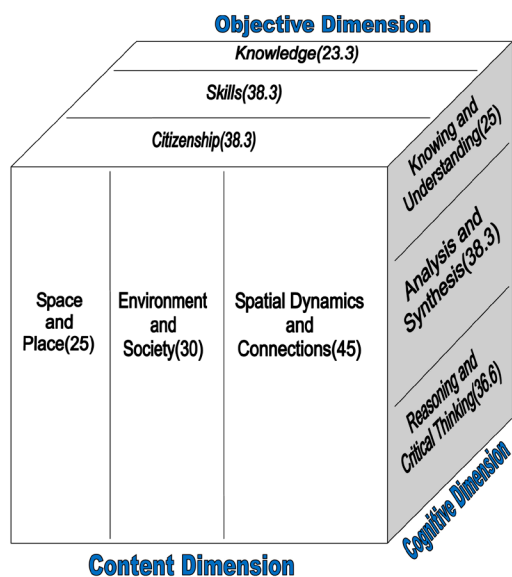 Objective Dimension
Knowledge(23.3)
Skills(38.3)
Citizenship(38.3)
Knowing and
Understanding(25)
Analysis and
Synthesis(38.3)
Reasoning and
Critical Thinking(36.6)
Cognitive Dimension
Space
and
Place(25)
Environment
and
Society(30)
Spatial Dynamics
and
Connections(45)
Content Dimension